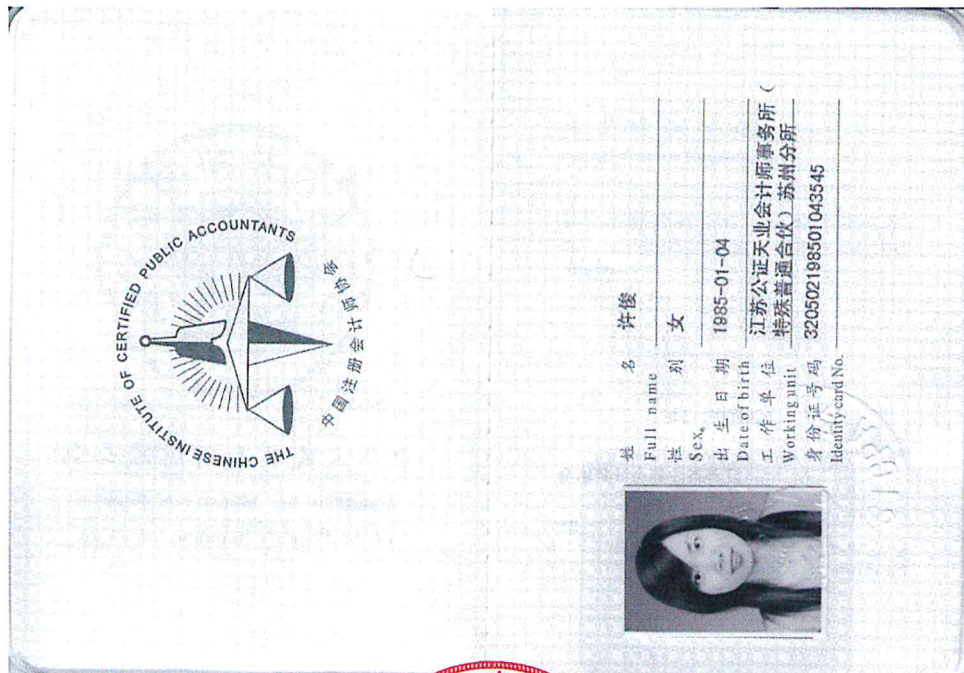 THE CHINESE INSTITUTE OF CERTIFIED PUBLIC ACCOUNTANTS
中国注册会计师协会
姓 名 许俊
Full name
性 别 女
Sex
出生日期 1985-01-04
Date of birth
工作单位 江苏公证天业会计师事务所（
Working unit 特殊普通合伙）苏州分所
身份证号码 320502198501043545
Identity card No.